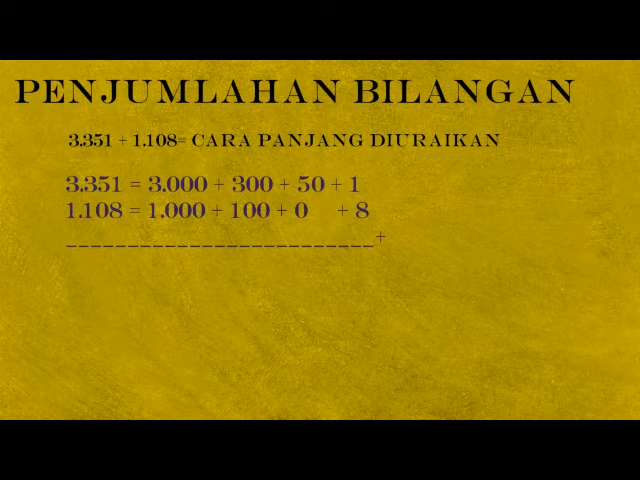 PENJUMLAHAN BILANGAN
3.351 + 1.108= CARA PANJANG DIURAIKAN
3.351 = 3.000 + 300 + 50 + 1
1.108 = 1.000 + 100 + 0 + 8
_________________________+